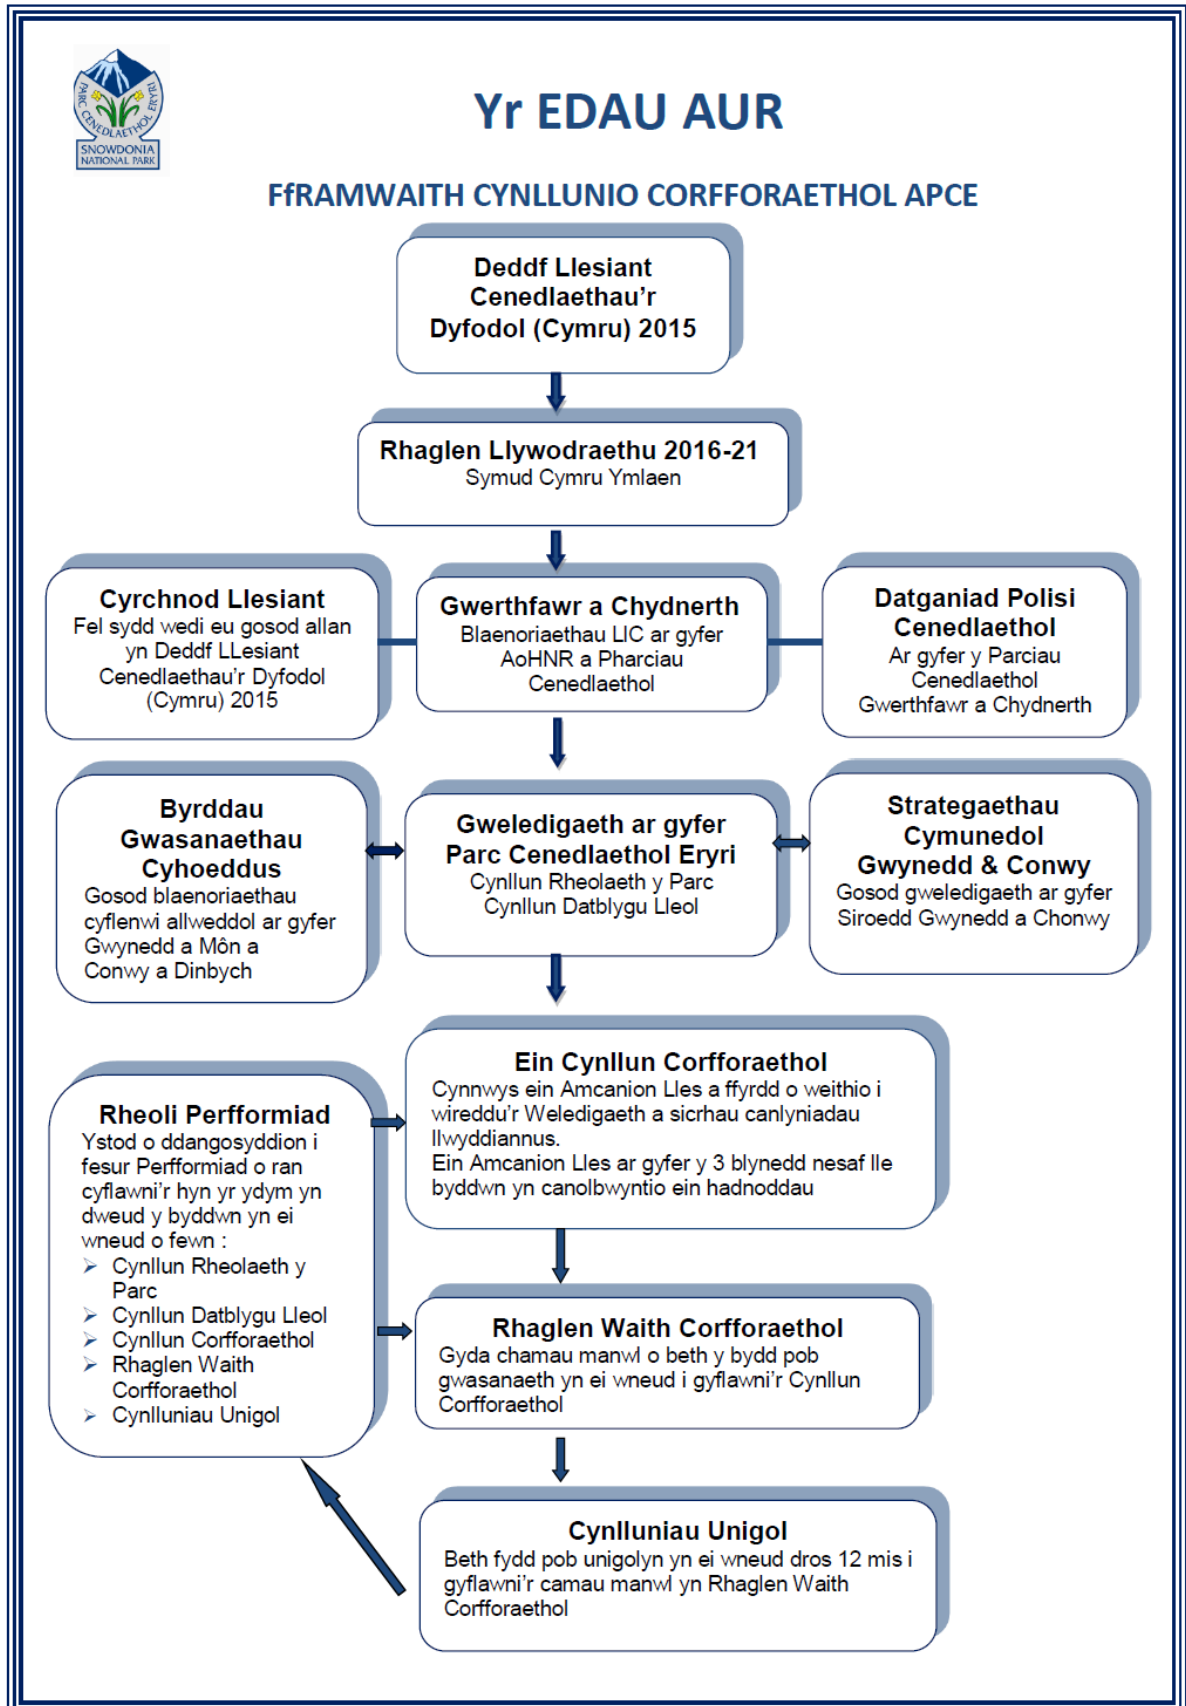 PARC CENEDLAETHOL ERYRI
SNOWDONIA
NATIONAL PARK
Yr EDAU AUR
FfRAMWAITH CYNLLUNIO CORFFORAETHOL APCE
Deddf Llesiant
Cenedlaethau'r
Dyfodol (Cymru) 2015
Rhaglen Llywodraethu 2016-21
Symud Cymru Ymlaen
Cyrchnod Llesiant
Fel sydd wedi eu gosod allan
yn Deddf LLesiant
Cenedlaethau'r Dyfodol
(Cymru) 2015
Gwerthfawr a Chydnerth
Blaenoriaethau LIC ar gyfer
AoHNR a Pharciau
Cenedlaethol
Datganiad Polisi
Cenedlaethol
Ar gyfer y Parciau
Cenedlaethol
Gwerthfawr a Chydnerth
Byrddau
Gwasanaethau
Cyhoeddus
Gosod blaenoriaethau
cyflenwi allweddol ar gyfer
Gwynedd a Môn a
Conwy a Dinbych
Gweledigaeth ar gyfer
Parc Cenedlaethol Eryri
Cynllun Rheolaeth y Parc
Cynllun Datblygu Lleol
Strategaethau
Cymunedol
Gwynedd & Conwy
Gosod gweledigaeth ar gyfer
Siroedd Gwynedd a Chonwy
Ein Cynllun Corfforaethol
Cynnwys ein Amcanion Lles a ffyrdd o weithio i
wireddu'r Weledigaeth a sicrhau canlyniadau
llwyddiannus.
Ein Amcanion Lles ar gyfer y 3 blynedd nesaf lle
byddwn yn canolbwyntio ein hadnoddau
Rheoli Perfformiad
Ystod o ddangosyddion i
fesur Perfformiad o ran
cyflawni'r hyn yr ydym yn
dweud y byddwn yn ei
wneud o fewn :
➢ Cynllun Rheolaeth y
Parc
➢ Cynllun Datblygu Lleol
➢ Cynllun Corfforaethol
➢ Rhaglen Waith
Corfforaethol
➢ Cynlluniau Unigol
Rhaglen Waith Corfforaethol
Gyda chamau manwl o beth y bydd pob
gwasanaeth yn ei wneud i gyflawni'r Cynllun
Corfforaethol
Cynlluniau Unigol
Beth fydd pob unigolyn yn ei wneud dros 12 mis i
gyflawni'r camau manwl yn Rhaglen Waith
Corfforaethol